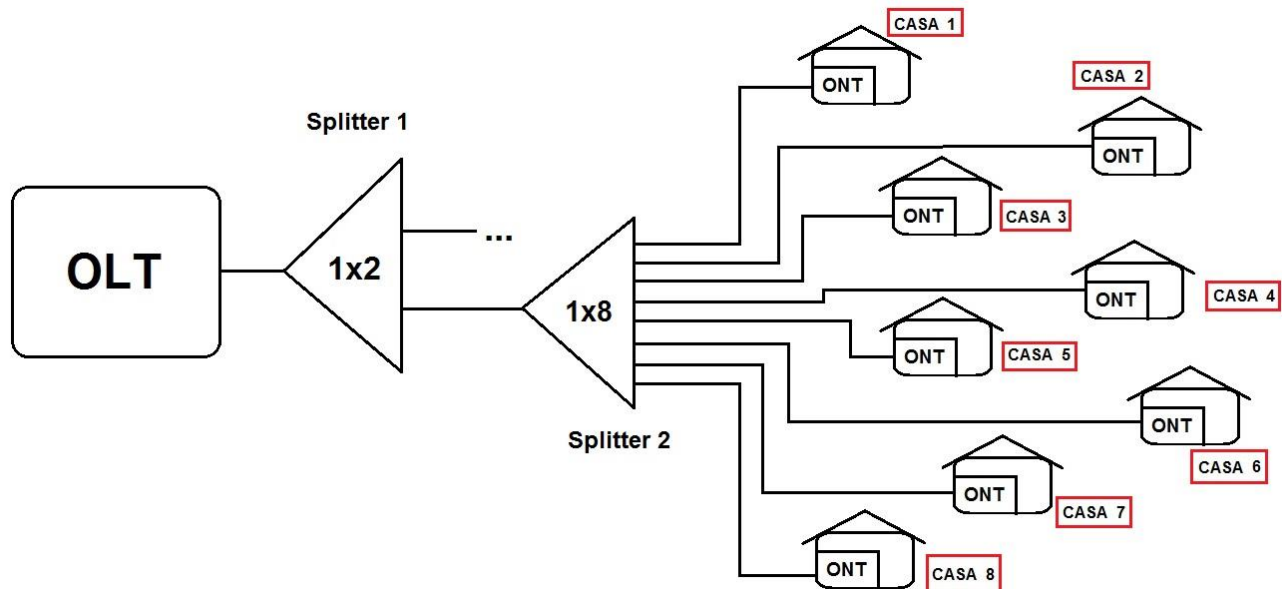 CASA 1
ONT
CASA 2
ONT
Splitter 1
ONT
CASA 3
...
OLT
1x2
1x8
ONT
CASA 4
ONT
CASA 5
Splitter 2
ONT
CASA 6
ONT
CASA 7
ONT
CASA 8